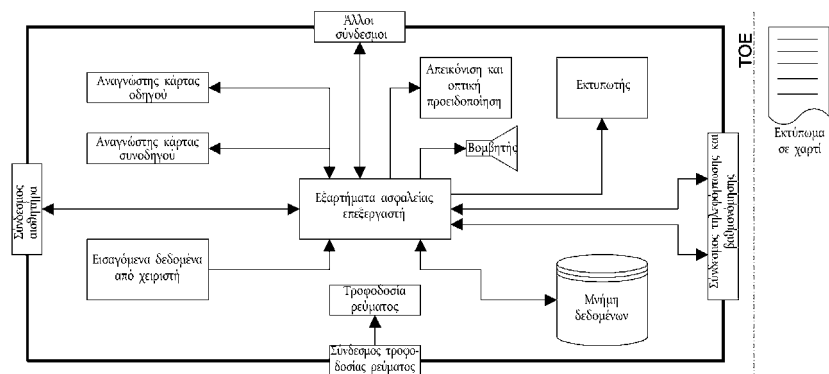 Άλλοι
σύνδεσμοι
TOE
Αναγνώστης κάρτας
οδηγού
Απεικόνιση και
οπτική
προειδοποίηση
Εκτυπωτής
Εκτύπωμα
σε χαρτί
Αναγνώστης κάρτας
συνοδηγού
Βομβητής
Σύνδεσμος
αισθητήρα
Εξαρτήματα ασφαλείας
επεξεργαστή
Σύνδεσμος τηλεφόρτωσης και
βαθμονόμησης
Εισαγόμενα δεδομένα
από χειριστή
Τροφοδοσία
ρεύματος
Μνήμη
δεδομένων
Σύνδεσμος τροφο-
δοσίας ρεύματος